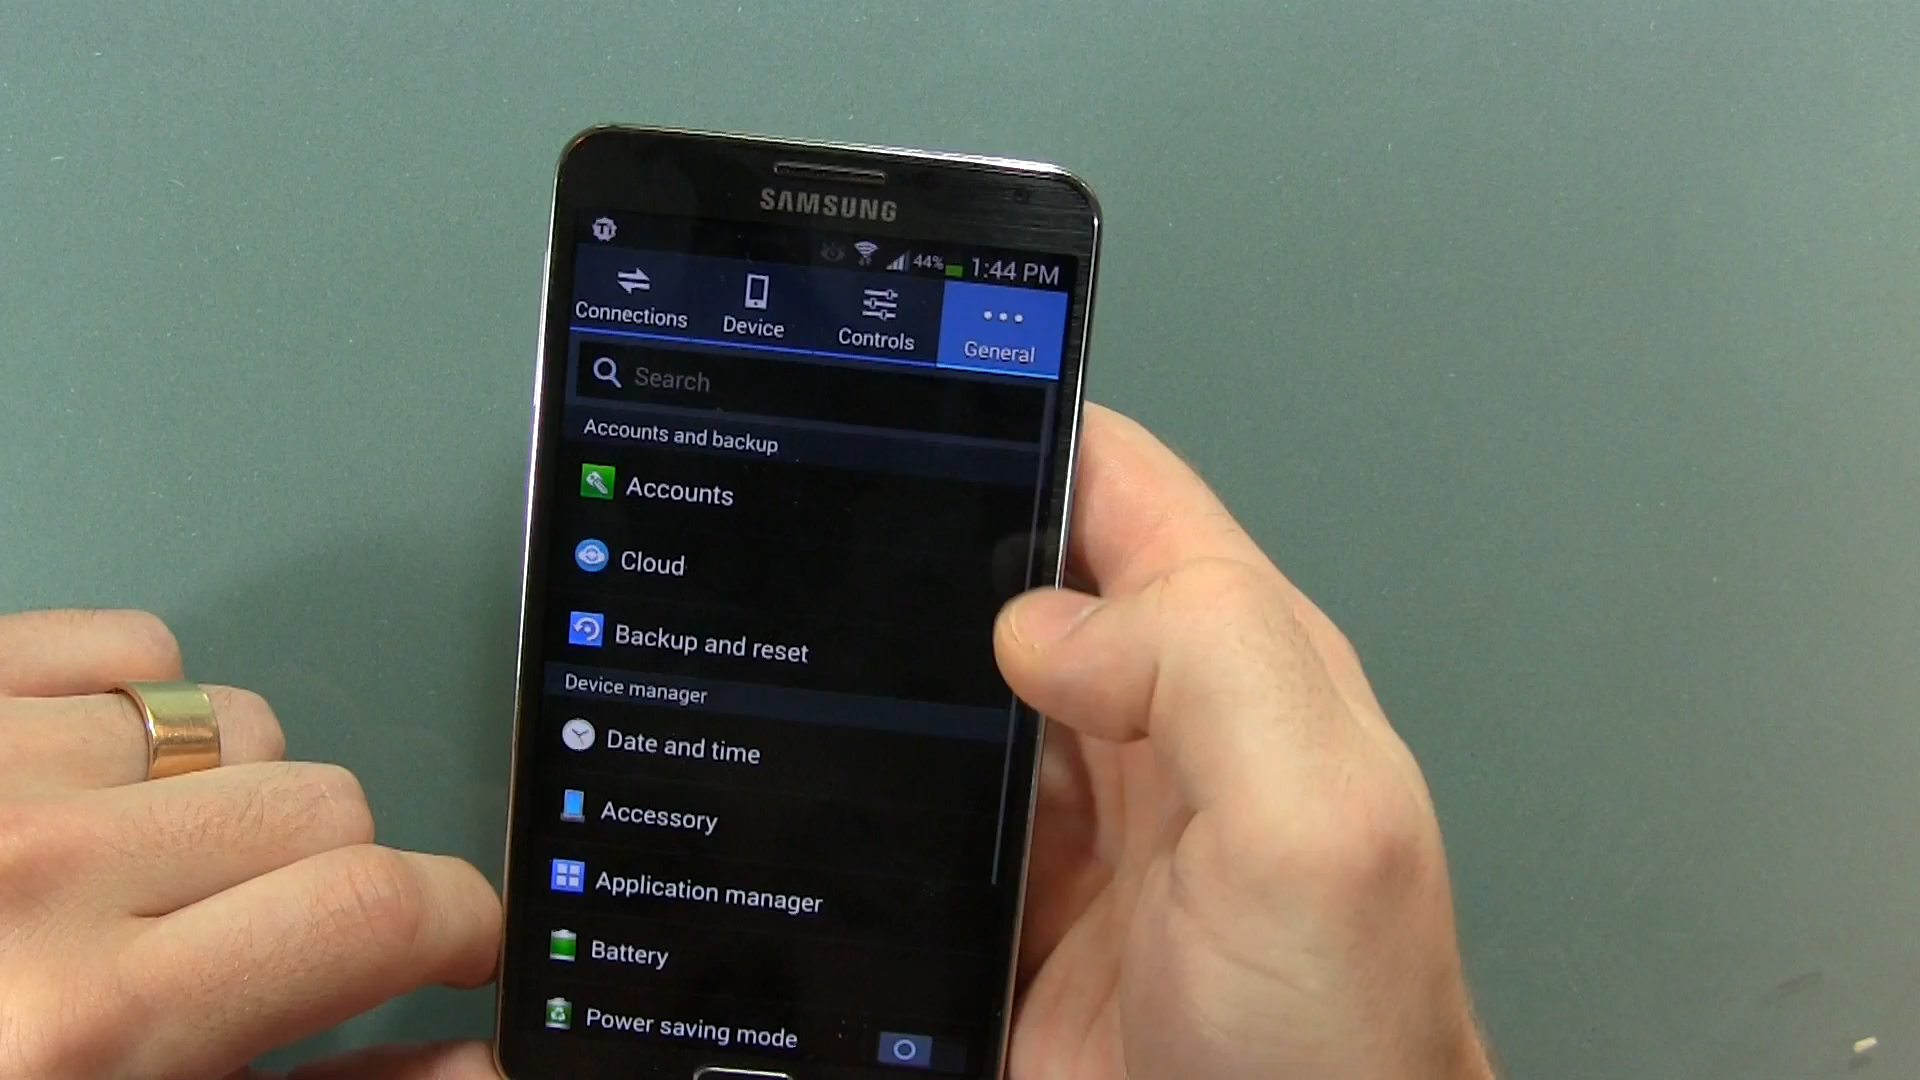 SAMSUNG
44% 1:44 PM
Connections Device Controls General
Search
Accounts and backup
Accounts
Cloud
Backup and reset
Device manager
Date and time
Accessory
Application manager
Battery
Power saving mode